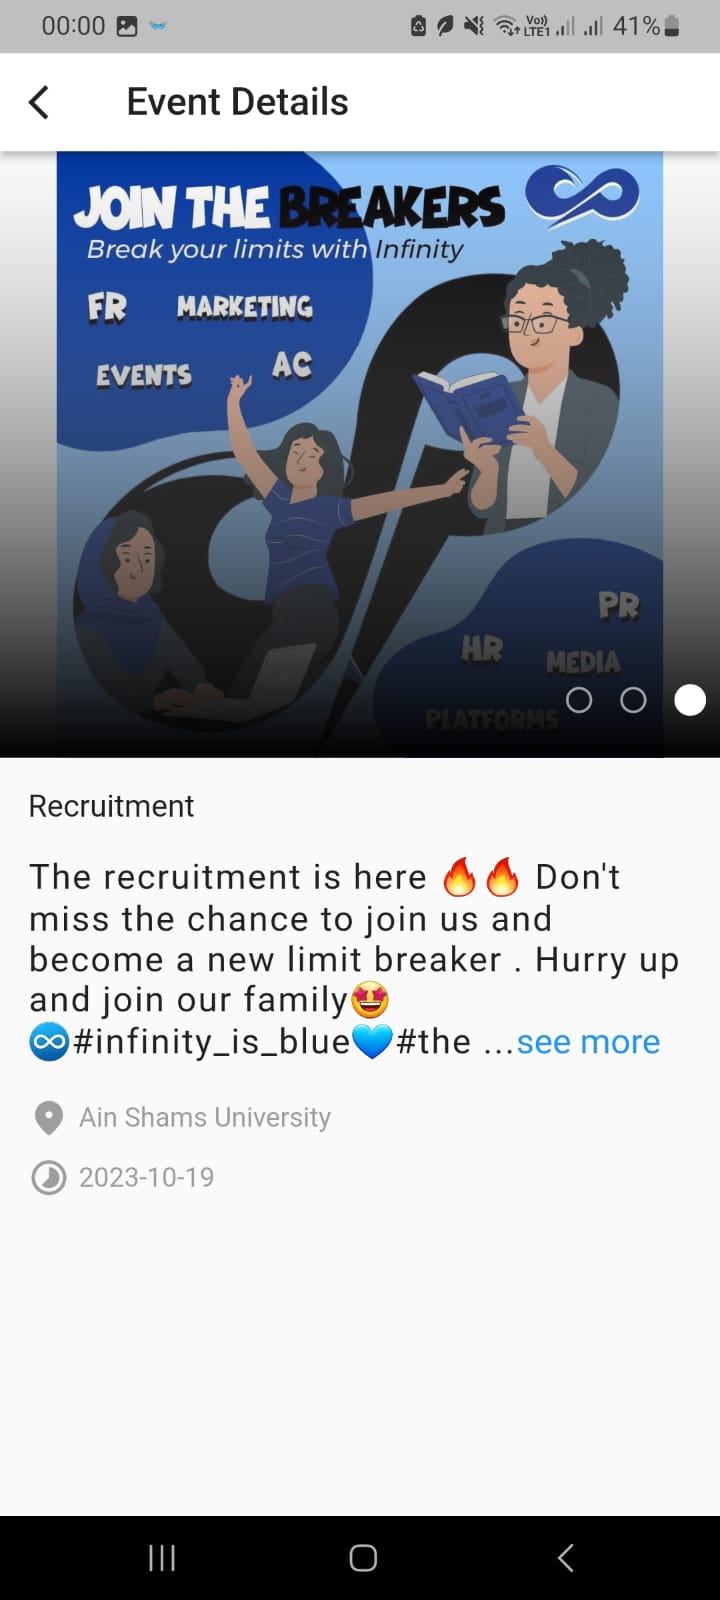 00:00 Vo)) LTE1 41%
Event Details
JOIN THE BREAKERS
Break your limits with Infinity
FR MARKETING
EVENTS AC
PR
HR MEDIA
PLATFORMS
Recruitment
The recruitment is here 🔥🔥 Don't
miss the chance to join us and
become a new limit breaker . Hurry up
and join our family🤩
♾️#infinity_is_blue💙#the ...see more
Ain Shams University
2023-10-19